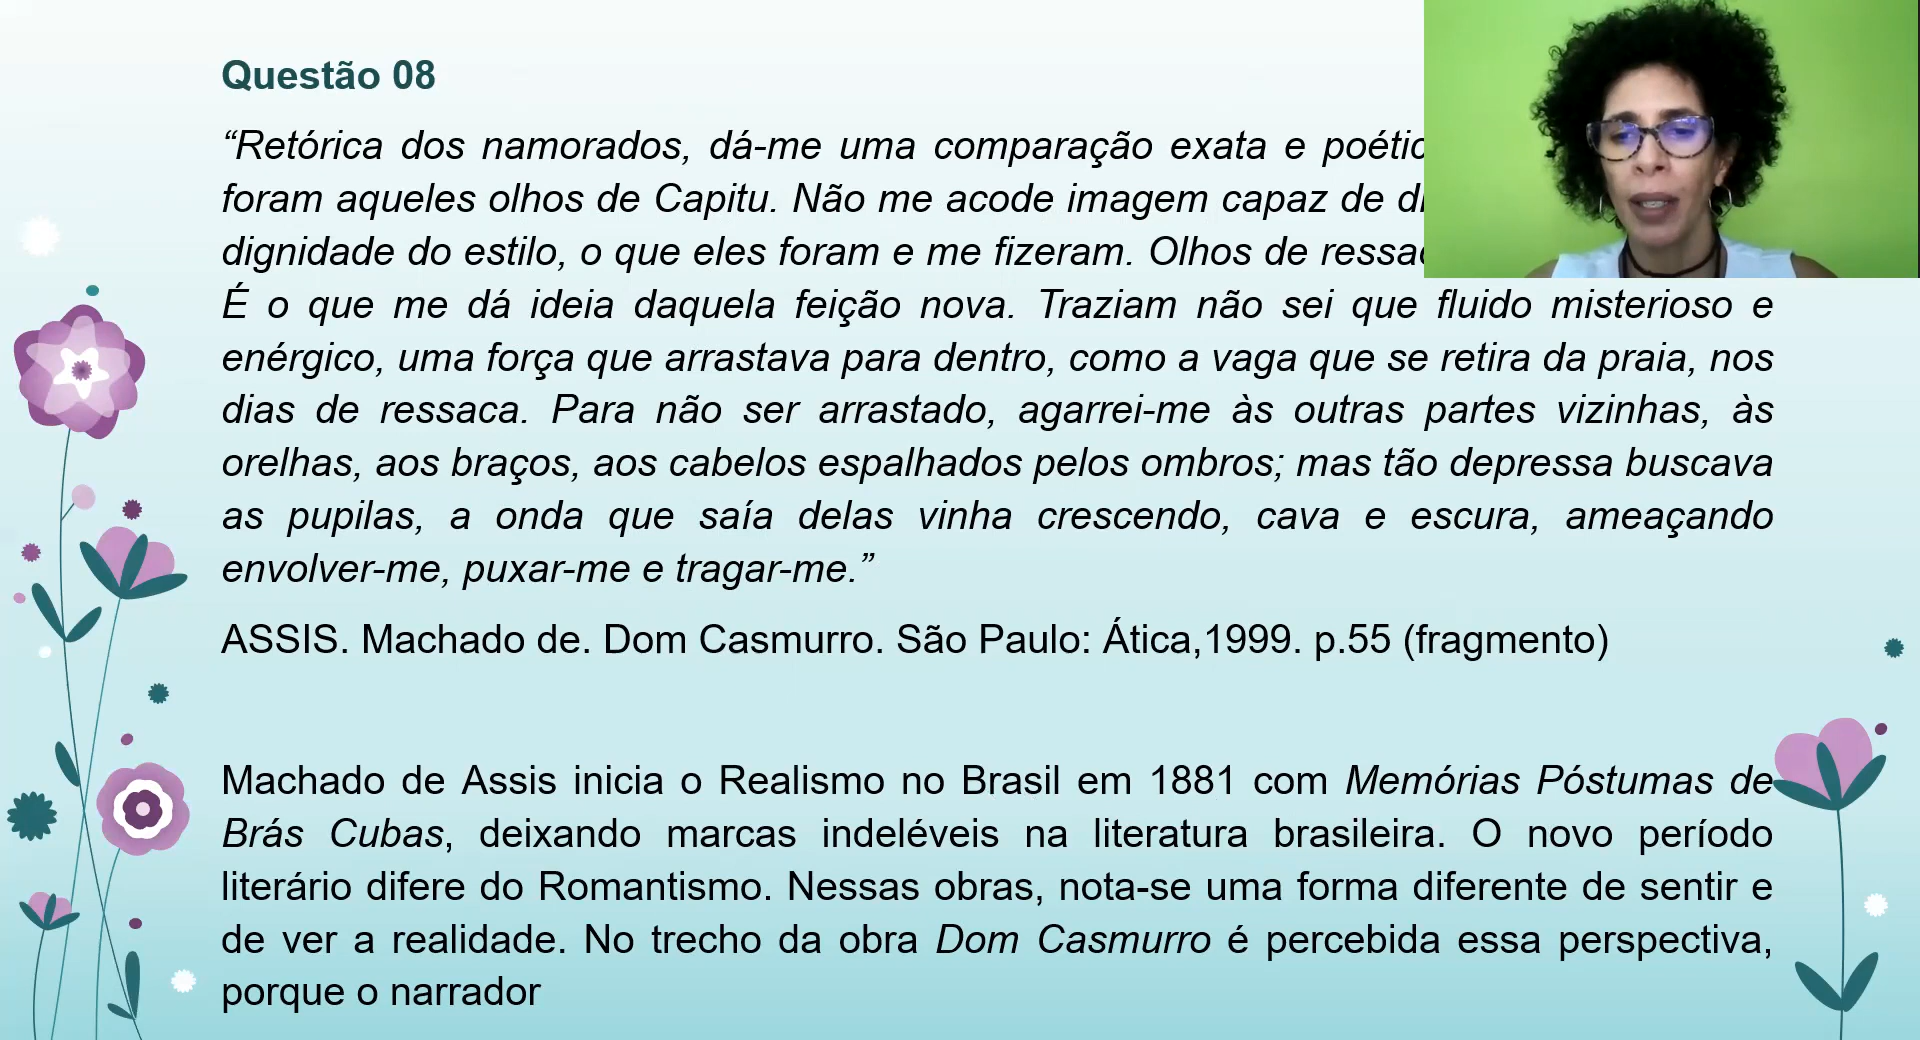 Questão 08
“Retórica dos namorados, dá-me uma comparação exata e
foram aqueles olhos de Capitu. Não me acode imagem capaz de
dignidade do estilo, o que eles foram e me fizeram. Olhos de
É o que me dá ideia daquela feição nova. Traziam não sei que fluido misterioso e
enérgico, uma força que arrastava para dentro, como a vaga que se retira da praia, nos
dias de ressaca. Para não ser arrastado, agarrei-me às outras partes vizinhas, às
orelhas, aos braços, aos cabelos espalhados pelos ombros; mas tão depressa buscava
as pupilas, a onda que saía delas vinha crescendo, cava e escura, ameaçando
envolver-me, puxar-me e tragar-me.”
ASSIS. Machado de. Dom Casmurro. São Paulo: Ática,1999. p.55 (fragmento)
Machado de Assis inicia o Realismo no Brasil em 1881 com Memórias Póstumas de
Brás Cubas, deixando marcas indeléveis na literatura brasileira. O novo período
literário difere do Romantismo. Nessas obras, nota-se uma forma diferente de sentir e
de ver a realidade. No trecho da obra Dom Casmurro é percebida essa perspectiva,
porque o narrador